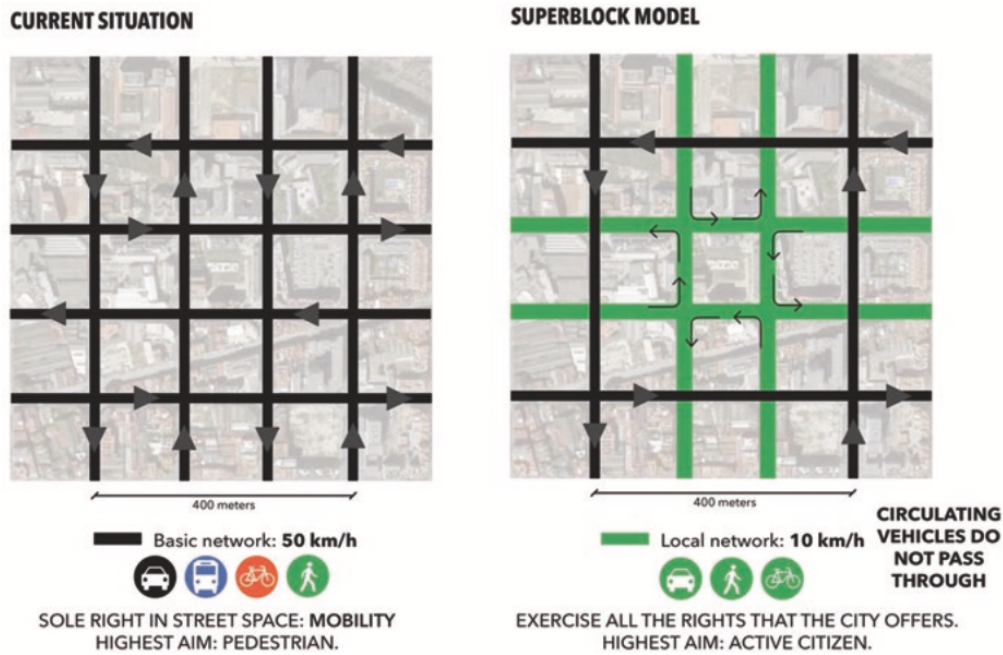 CURRENT SITUATION
400 meters
Basic network: 50 km/h
SOLE RIGHT IN STREET SPACE: MOBILITY
HIGHEST AIM: PEDESTRIAN.
SUPERBLOCK MODEL
400 meters
Local network: 10 km/h
CIRCULATING
VEHICLES DO
NOT PASS
THROUGH
EXERCISE ALL THE RIGHTS THAT THE CITY OFFERS.
HIGHEST AIM: ACTIVE CITIZEN.